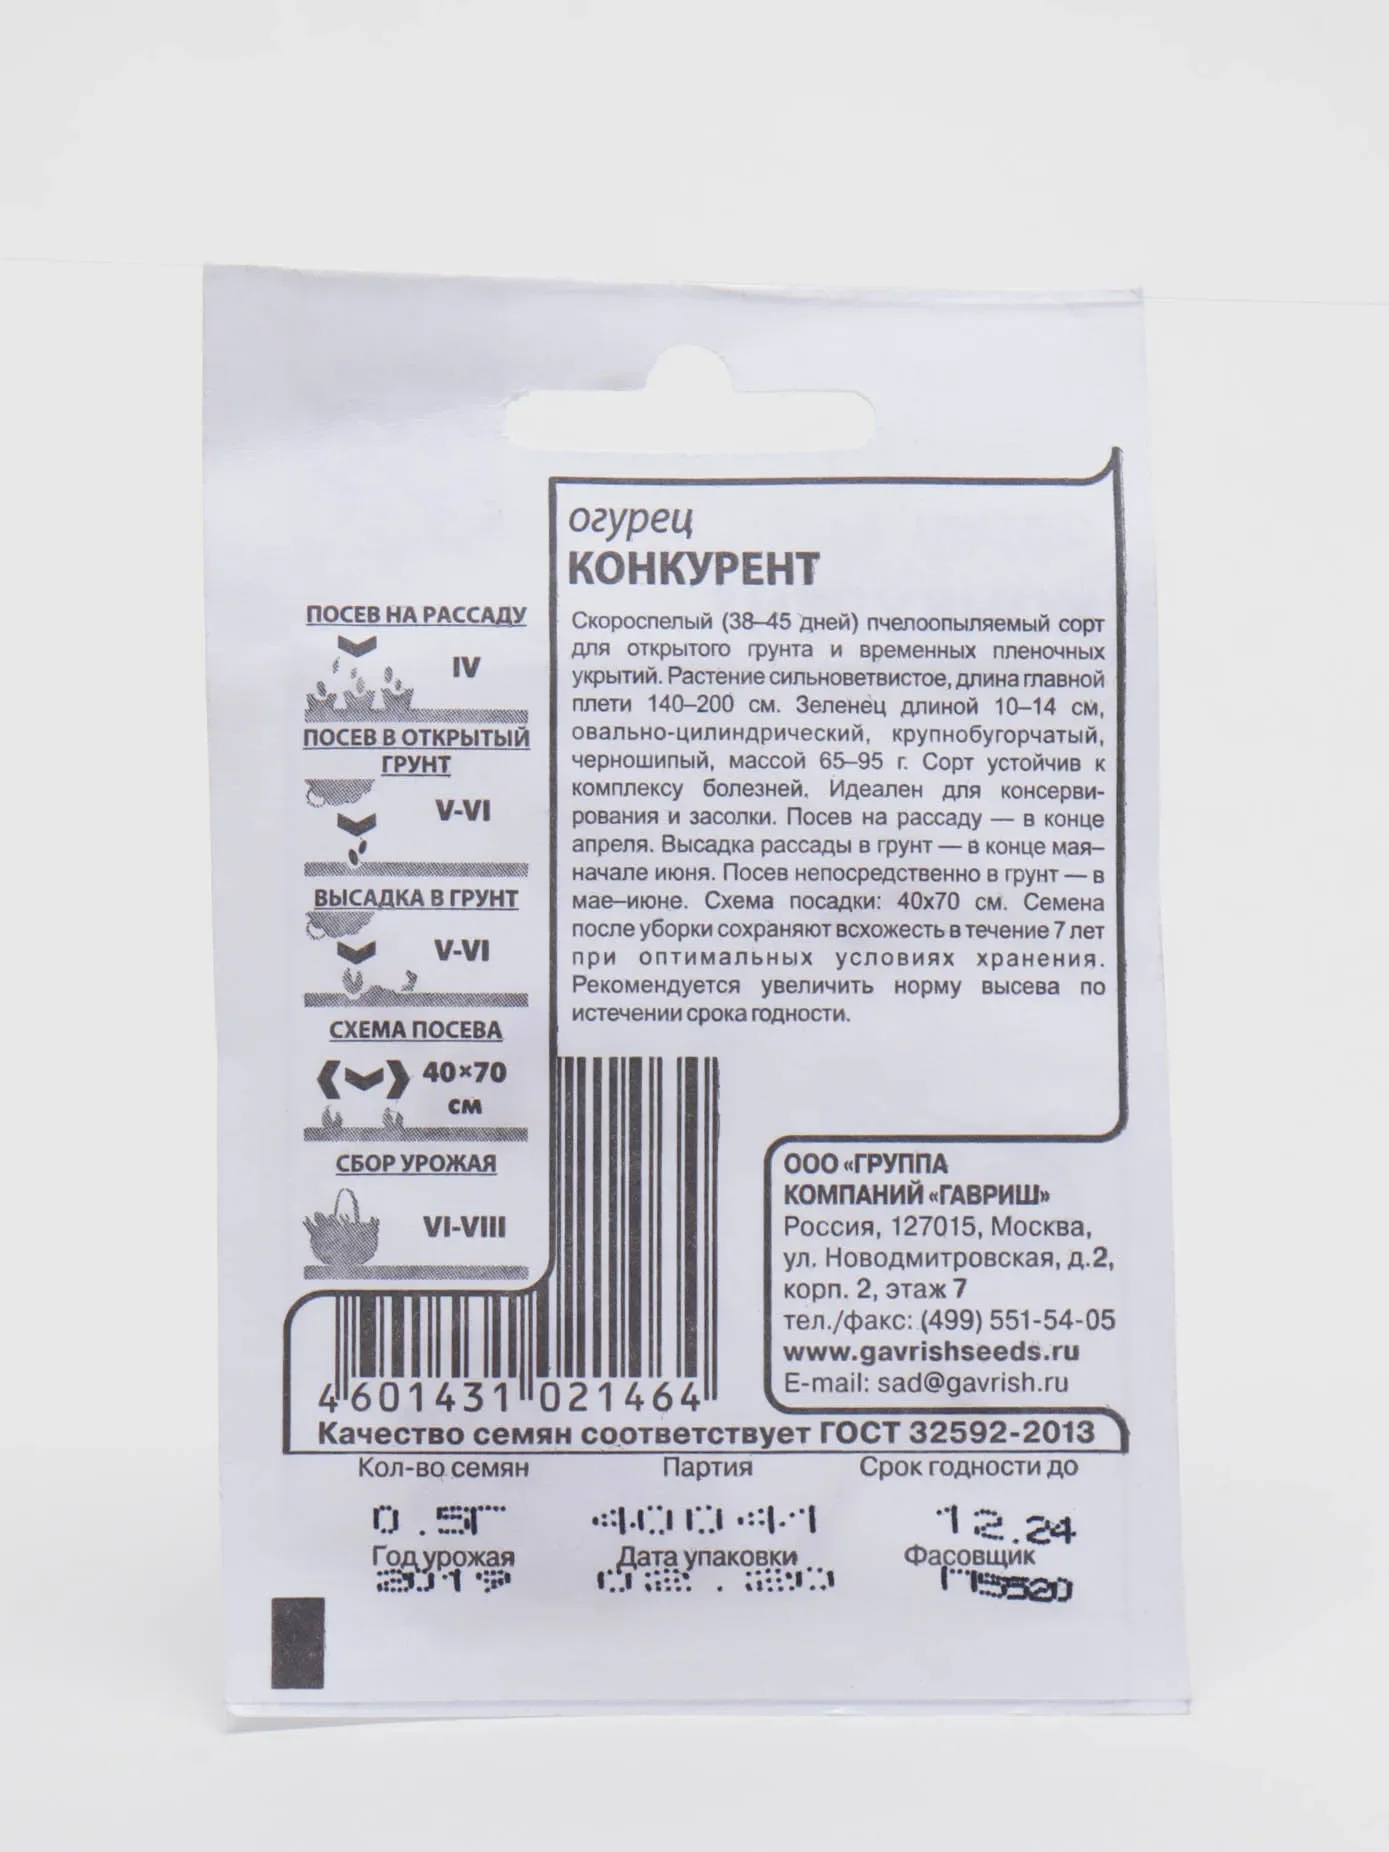 огурец
КОНКУРЕНТ
Скороспелый (38–45 дней) пчелоопыляемый сорт
для открытого грунта и временных пленочных
укрытий. Растение сильноветвистое, длина главной
плети 140–200 см. Зеленец длиной 10–14 см,
овально-цилиндрический, крупнобугорчатый,
черношипый, массой 65–95 г. Сорт устойчив к
комплексу болезней. Идеален для консерви-
рования и засолки. Посев на рассаду — в конце
апреля. Высадка рассады в грунт — в конце мая–
начале июня. Посев непосредственно в грунт — в
мае–июне. Схема посадки: 40х70 см. Семена
после уборки сохраняют всхожесть в течение 7 лет
при оптимальных условиях хранения.
Рекомендуется увеличить норму высева по
истечении срока годности.
ПОСЕВ НА РАССАДУ
IV
ПОСЕВ В ОТКРЫТЫЙ
ГРУНТ
V-VI
ВЫСАДКА В ГРУНТ
V-VI
СХЕМА ПОСЕВА
40×70
см
СБОР УРОЖАЯ
VI-VIII
ООО «ГРУППА
КОМПАНИЙ «ГАВРИШ»
Россия, 127015, Москва,
ул. Новодмитровская, д.2,
корп. 2, этаж 7
тел./факс: (499) 551-54-05
www.gavrishseeds.ru
E-mail: sad@gavrish.ru
4 601431 021464
Качество семян соответствует ГОСТ 32592-2013
Кол-во семян Партия Срок годности до
0.5Г 40041 12.24
Год урожая Дата упаковки Фасовщик
2019